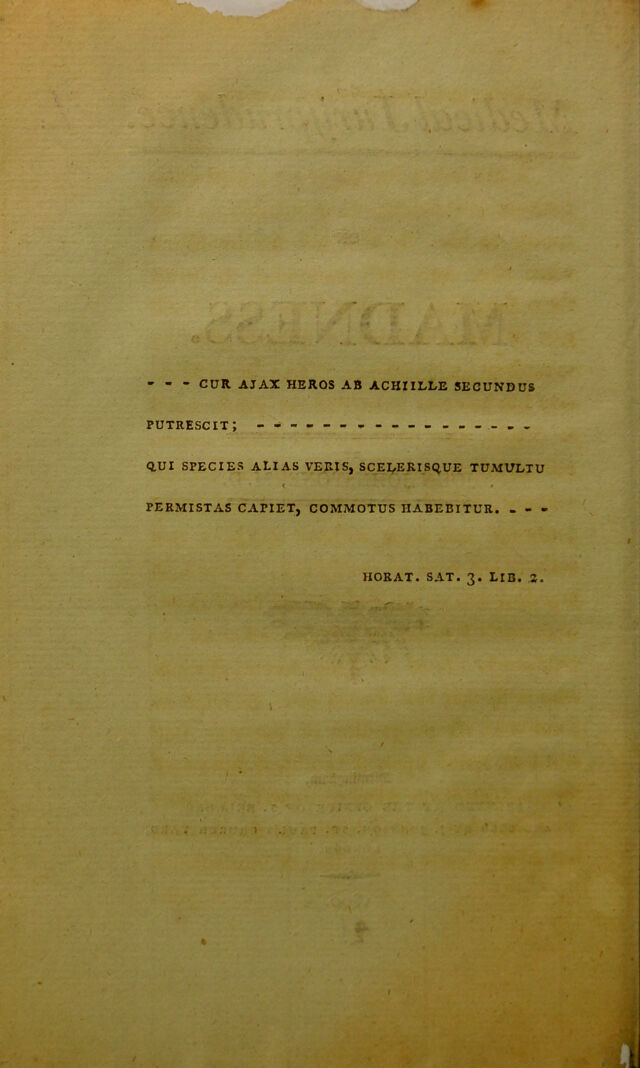 - - - CUR AJAX HEROS AB ACHIILLE SECUNDUS
PUTRESCIT; - - - - - - - - - - - - - - - - -
QUI SPECIES ALIAS VERIS, SCELERISQUE TUMULTU
PERMISTAS CAPIET, COMMOTUS HABEBITUR. - - -
HORAT. SAT. 3. LIB. 2.